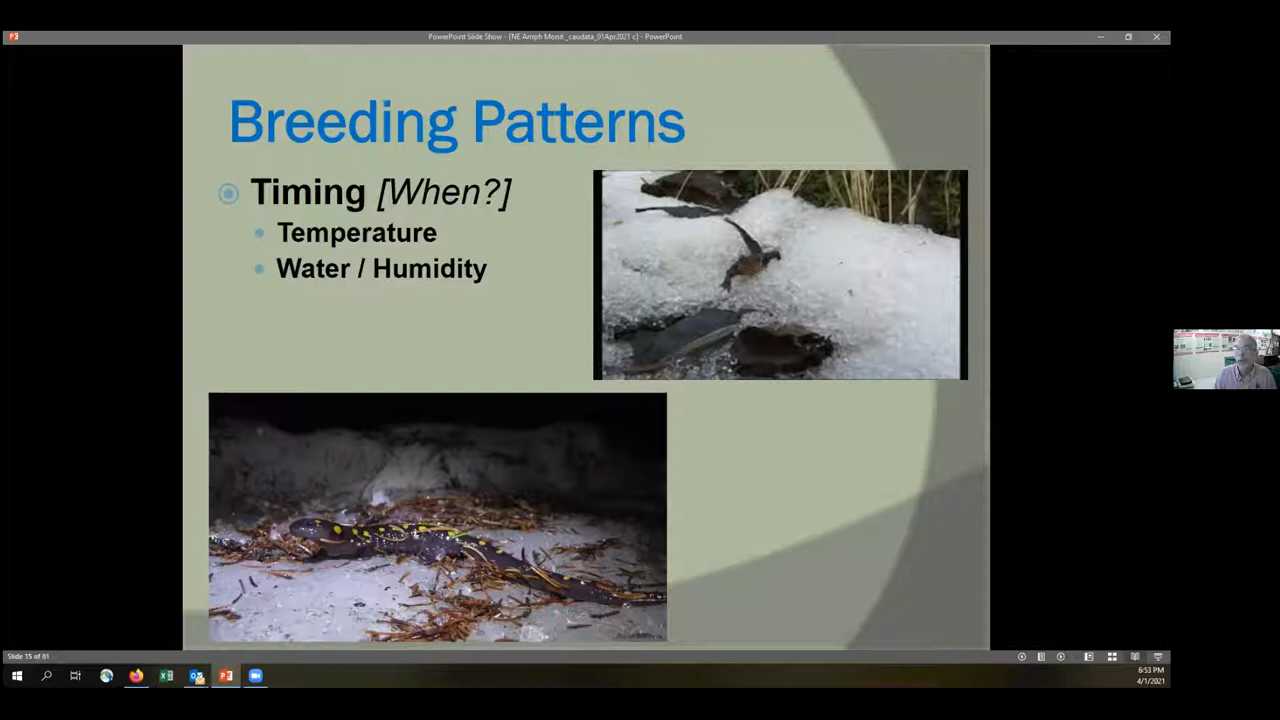 PowerPoint Slide Show - [NE Amph Monit _caudata_01Apr2021 c] - PowerPoint
Breeding Patterns
Timing [When?]
Temperature
Water / Humidity
Slide 15 of 81
6:53 PM
4/1/2021